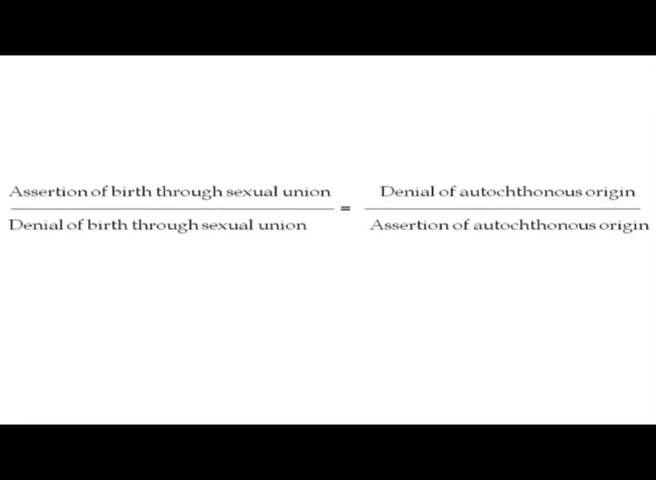 Assertion of birth through sexual union
Denial of birth through sexual union
=
Denial of autochthonous origin
Assertion of autochthonous origin